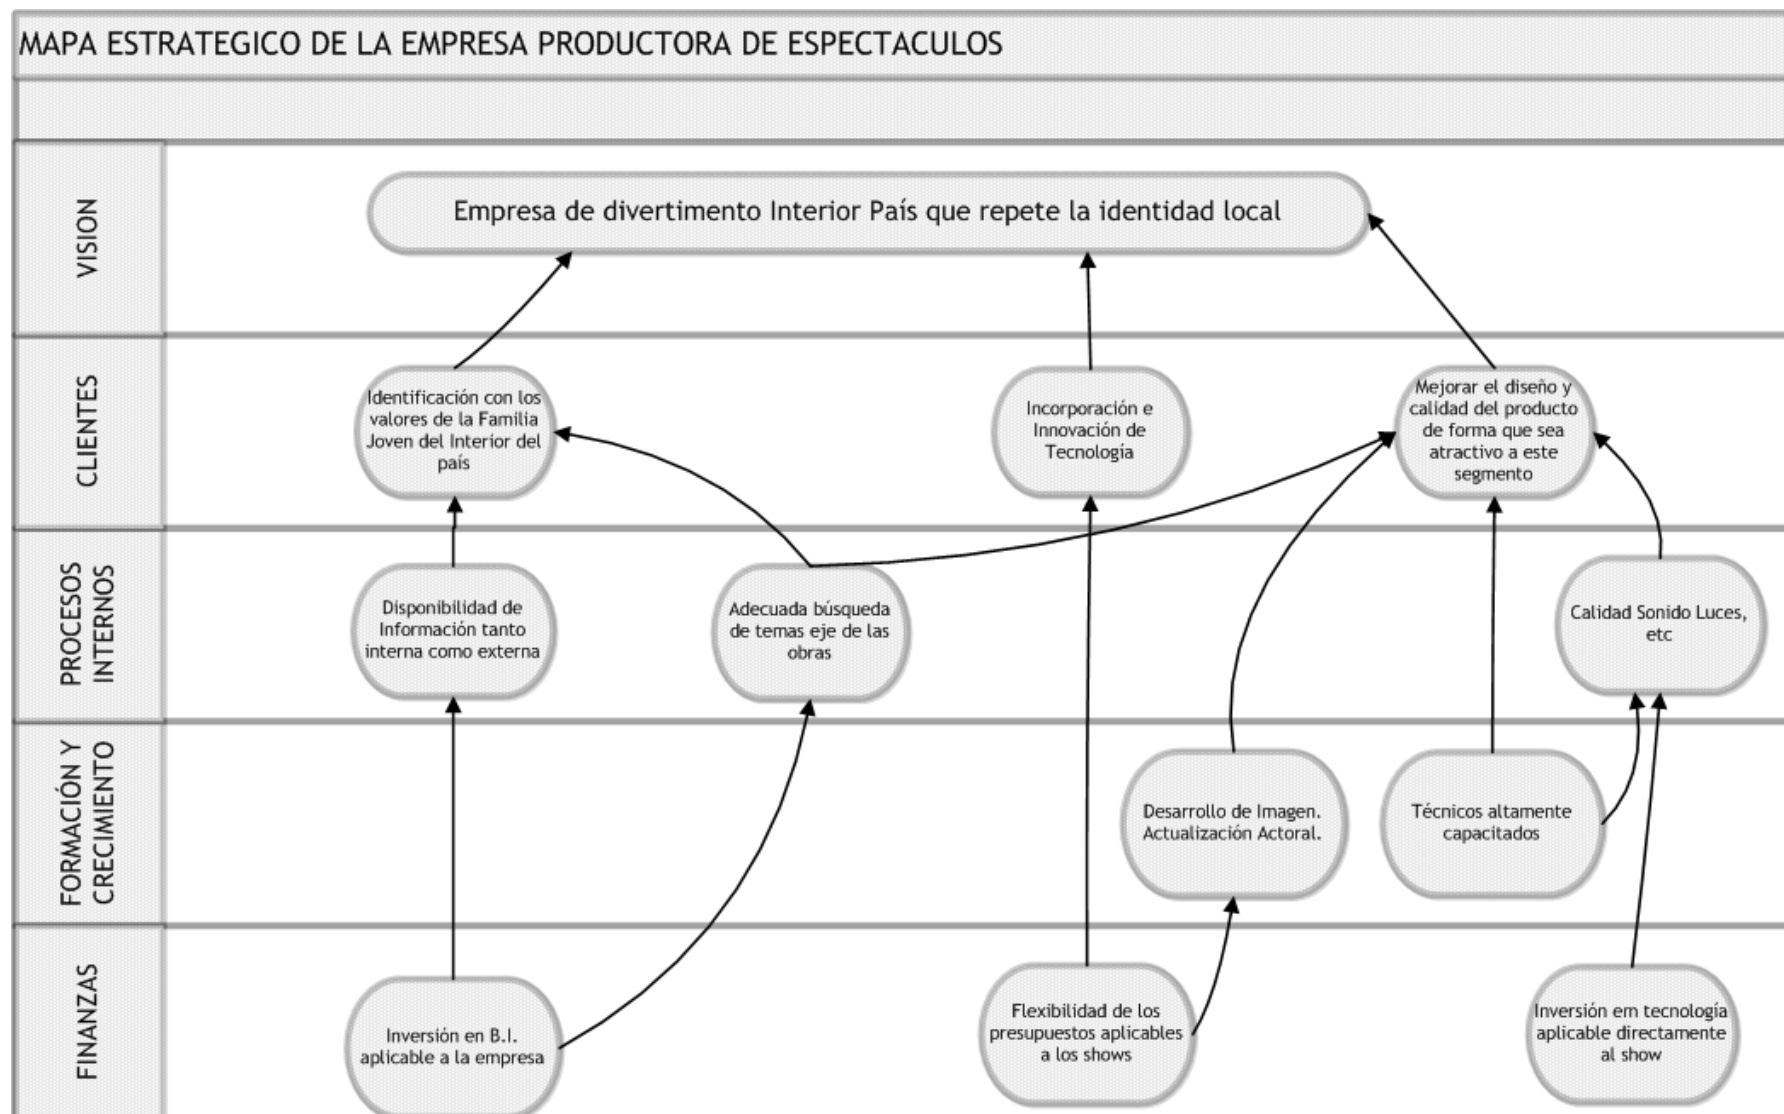 MAPA ESTRATEGICO DE LA EMPRESA PRODUCTORA DE ESPECTACULOS
VISION
Empresa de divertimento Interior País que repete la identidad local
CLIENTES
Identificación con los
valores de la Familia
Joven del Interior del
país
Incorporación e
Innovación de
Tecnología
Mejorar el diseño y
calidad del producto
de forma que sea
atractivo a este
segmento
PROCESOS
INTERNOS
Disponibilidad de
Información tanto
interna como externa
Adecuada búsqueda
de temas eje de las
obras
Calidad Sonido Luces,
etc
FORMACIÓN Y
CRECIMIENTO
Desarrollo de Imagen.
Actualización Actoral.
Técnicos altamente
capacitados
FINANZAS
Inversión en B.I.
aplicable a la empresa
Flexibilidad de los
presupuestos aplicables
a los shows
Inversión em tecnología
aplicable directamente
al show